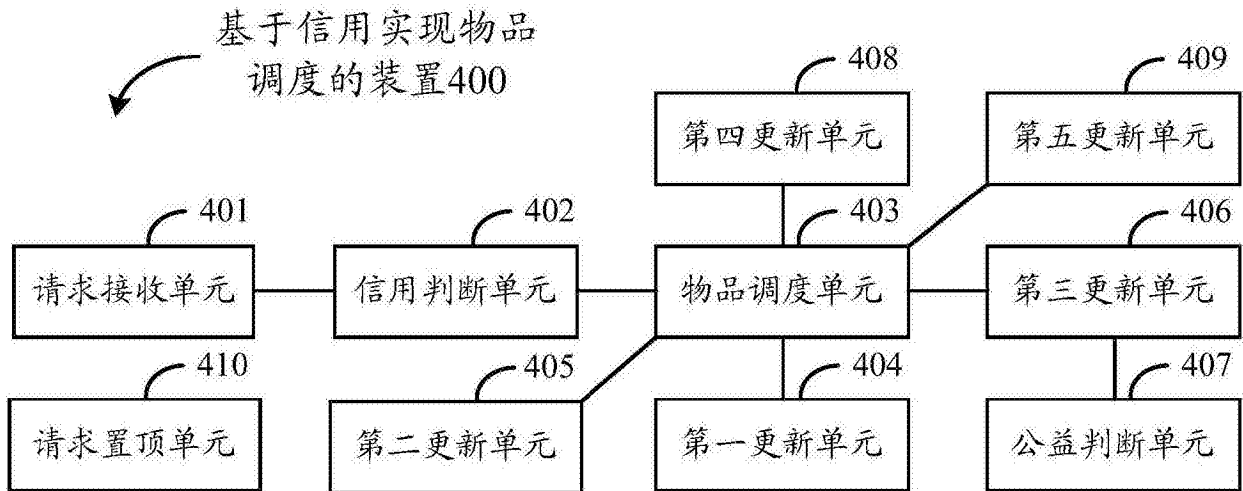 基于信用实现物品
调度的装置400
408
409
第四更新单元
第五更新单元
401
402
403
406
请求接收单元
信用判断单元
物品调度单元
第三更新单元
410
405
404
407
请求置顶单元
第二更新单元
第一更新单元
公益判断单元